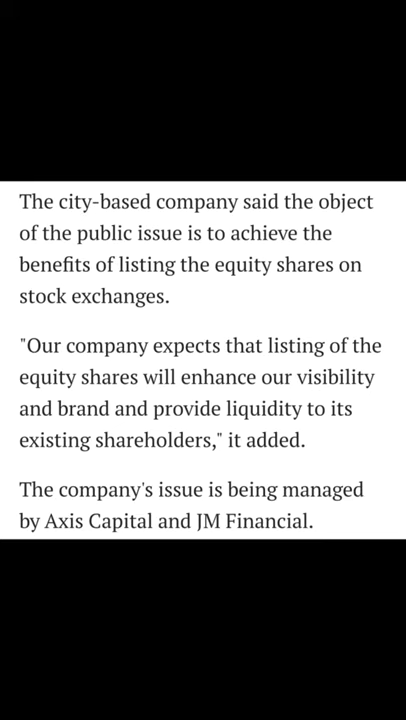 The city-based company said the object
of the public issue is to achieve the
benefits of listing the equity shares on
stock exchanges.
"Our company expects that listing of the
equity shares will enhance our visibility
and brand and provide liquidity to its
existing shareholders," it added.
The company's issue is being managed
by Axis Capital and JM Financial.